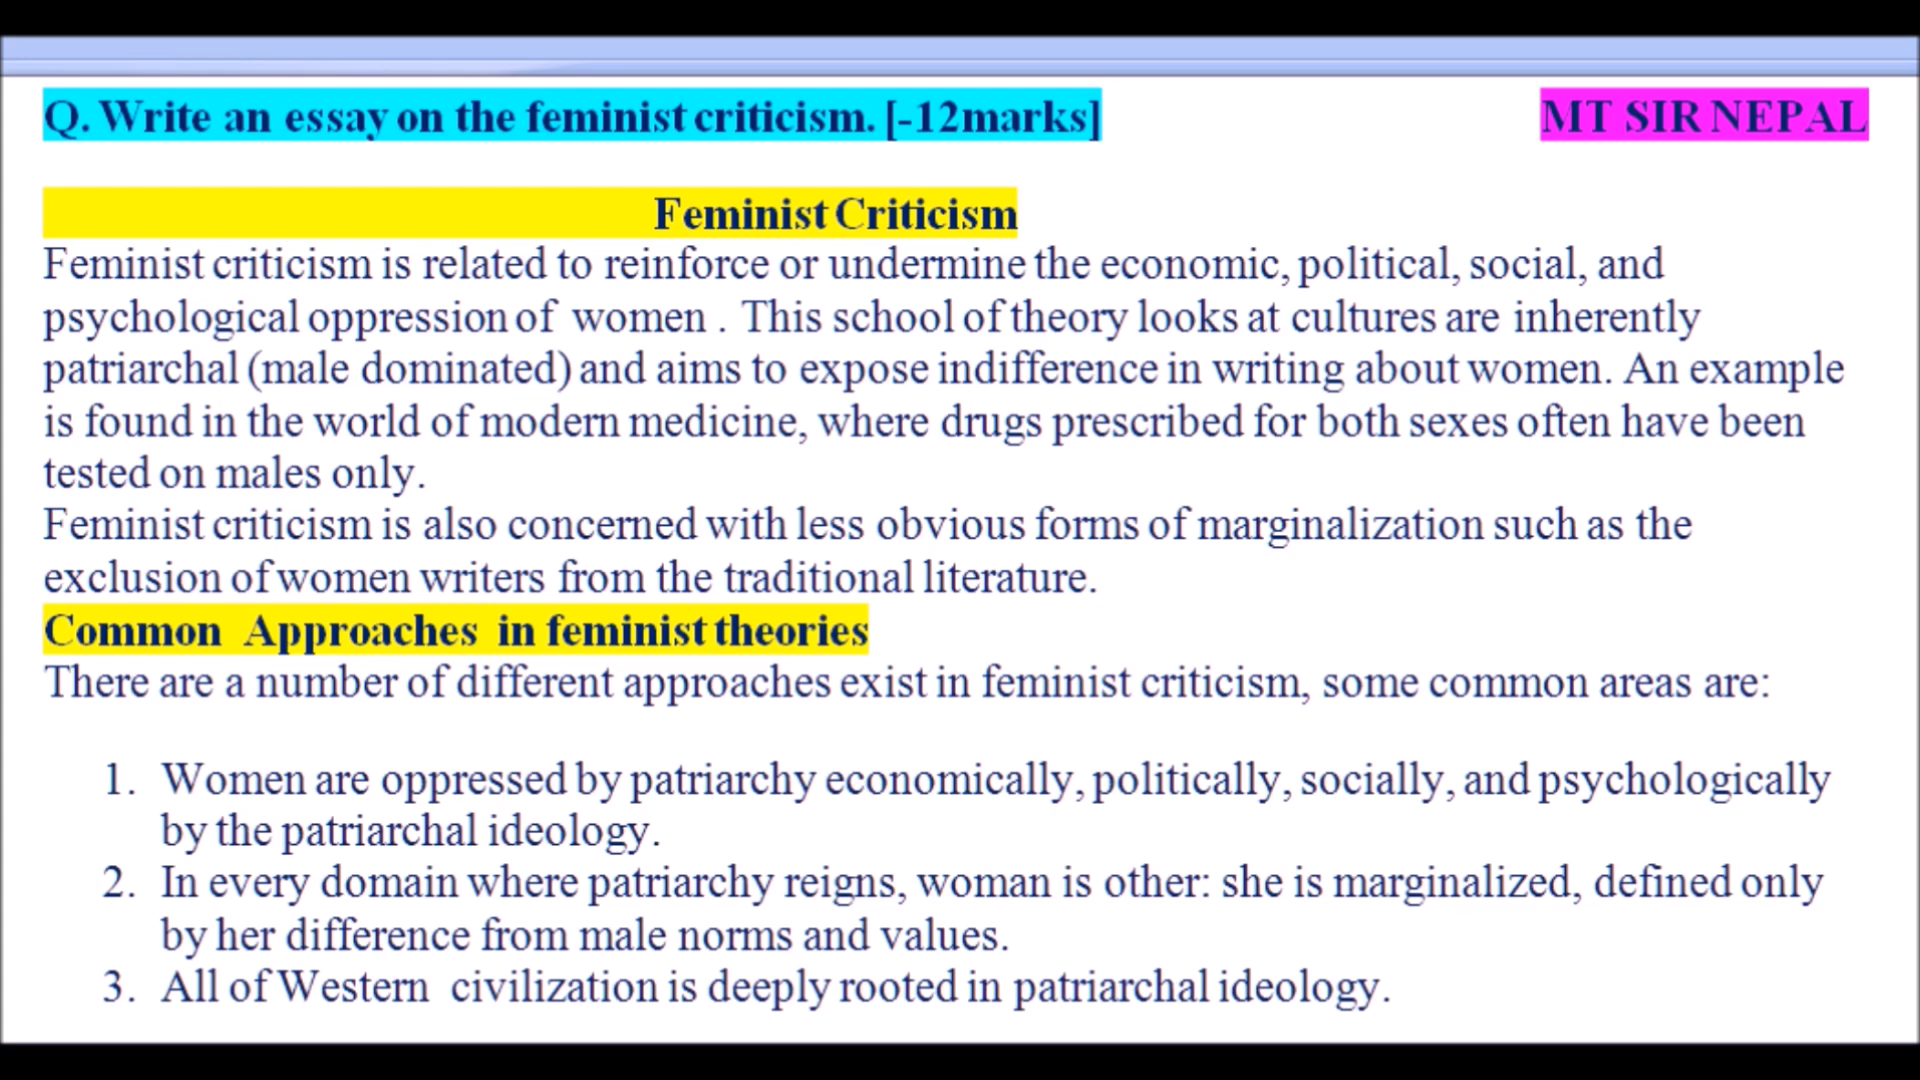 Q. Write an essay on the feminist criticism. [-12marks] MT SIR NEPAL
Feminist Criticism
Feminist criticism is related to reinforce or undermine the economic, political, social, and
psychological oppression of women . This school of theory looks at cultures are inherently
patriarchal (male dominated) and aims to expose indifference in writing about women. An example
is found in the world of modern medicine, where drugs prescribed for both sexes often have been
tested on males only.
Feminist criticism is also concerned with less obvious forms of marginalization such as the
exclusion of women writers from the traditional literature.
Common Approaches in feminist theories
There are a number of different approaches exist in feminist criticism, some common areas are:
1. Women are oppressed by patriarchy economically, politically, socially, and psychologically
by the patriarchal ideology.
2. In every domain where patriarchy reigns, woman is other: she is marginalized, defined only
by her difference from male norms and values.
3. All of Western civilization is deeply rooted in patriarchal ideology.